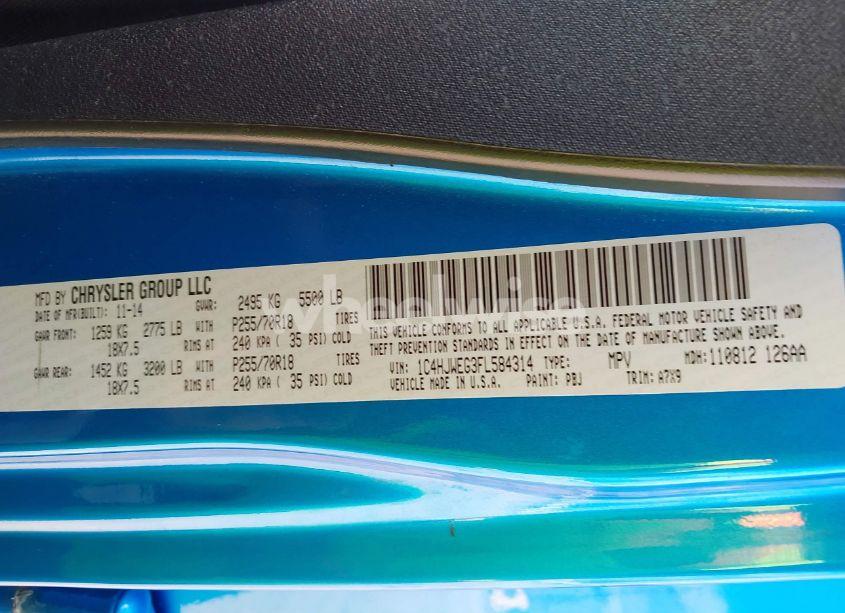 MFD BY CHRYSLER GROUP LLC
DATE OF MFR(BUILT): 11-14 GVWR: 2495 KG 5500 LB
GAWR FRONT: 1259 KG 2775 LB WITH P255/70R18 TIRES
18X7.5 RIMS AT 240 KPA ( 35 PSI) COLD
GAWR REAR: 1452 KG 3200 LB WITH P255/70R18 TIRES
18X7.5 RIMS AT 240 KPA ( 35 PSI) COLD
THIS VEHICLE CONFORMS TO ALL APPLICABLE U.S.A. FEDERAL MOTOR VEHICLE SAFETY AND
THEFT PREVENTION STANDARDS IN EFFECT ON THE DATE OF MANUFACTURE SHOWN ABOVE.
VIN: 1C4HJWEG3FL584314 TYPE: MPV MDH: 110812 126AA
VEHICLE MADE IN U.S.A. PAINT: PBJ TRIM: A7X9
wheelwise